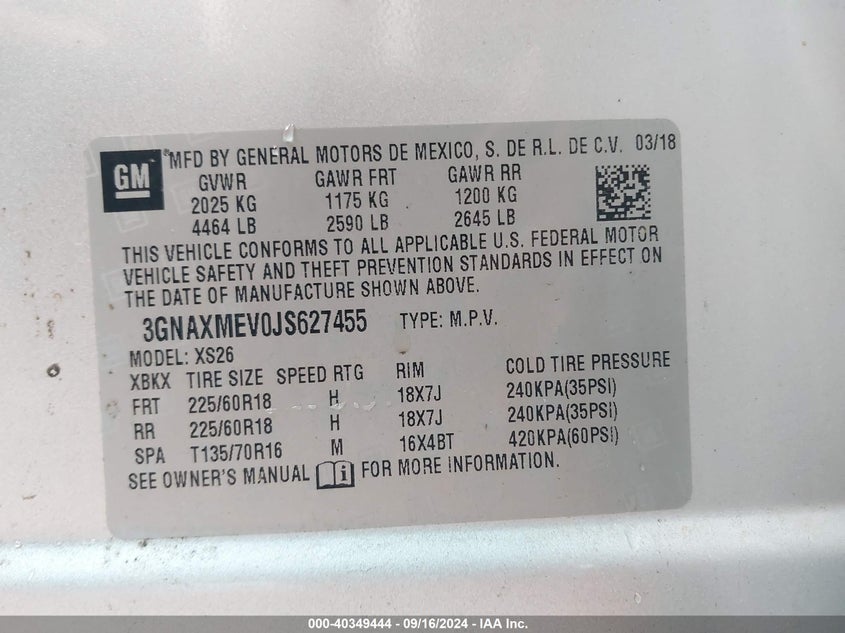 GM
®MFD BY GENERAL MOTORS DE MEXICO, S. DE R.L. DE C.V. 03/18
GVWR GAWR FRT GAWR RR
2025 KG 1175 KG 1200 KG
4464 LB 2590 LB 2645 LB
THIS VEHICLE CONFORMS TO ALL APPLICABLE U.S. FEDERAL MOTOR
VEHICLE SAFETY AND THEFT PREVENTION STANDARDS IN EFFECT ON
THE DATE OF MANUFACTURE SHOWN ABOVE.
3GNAXMEV0JS627455 TYPE: M.P.V.
MODEL: XS26
XBKX TIRE SIZE SPEED RTG RIM COLD TIRE PRESSURE
FRT 225/60R18 H 18X7J 240KPA(35PSI)
RR 225/60R18 H 18X7J 240KPA(35PSI)
SPA T135/70R16 M 16X4BT 420KPA(60PSI)
SEE OWNER'S MANUAL FOR MORE INFORMATION.
000-40349444 - 09/16/2024 - IAA Inc.